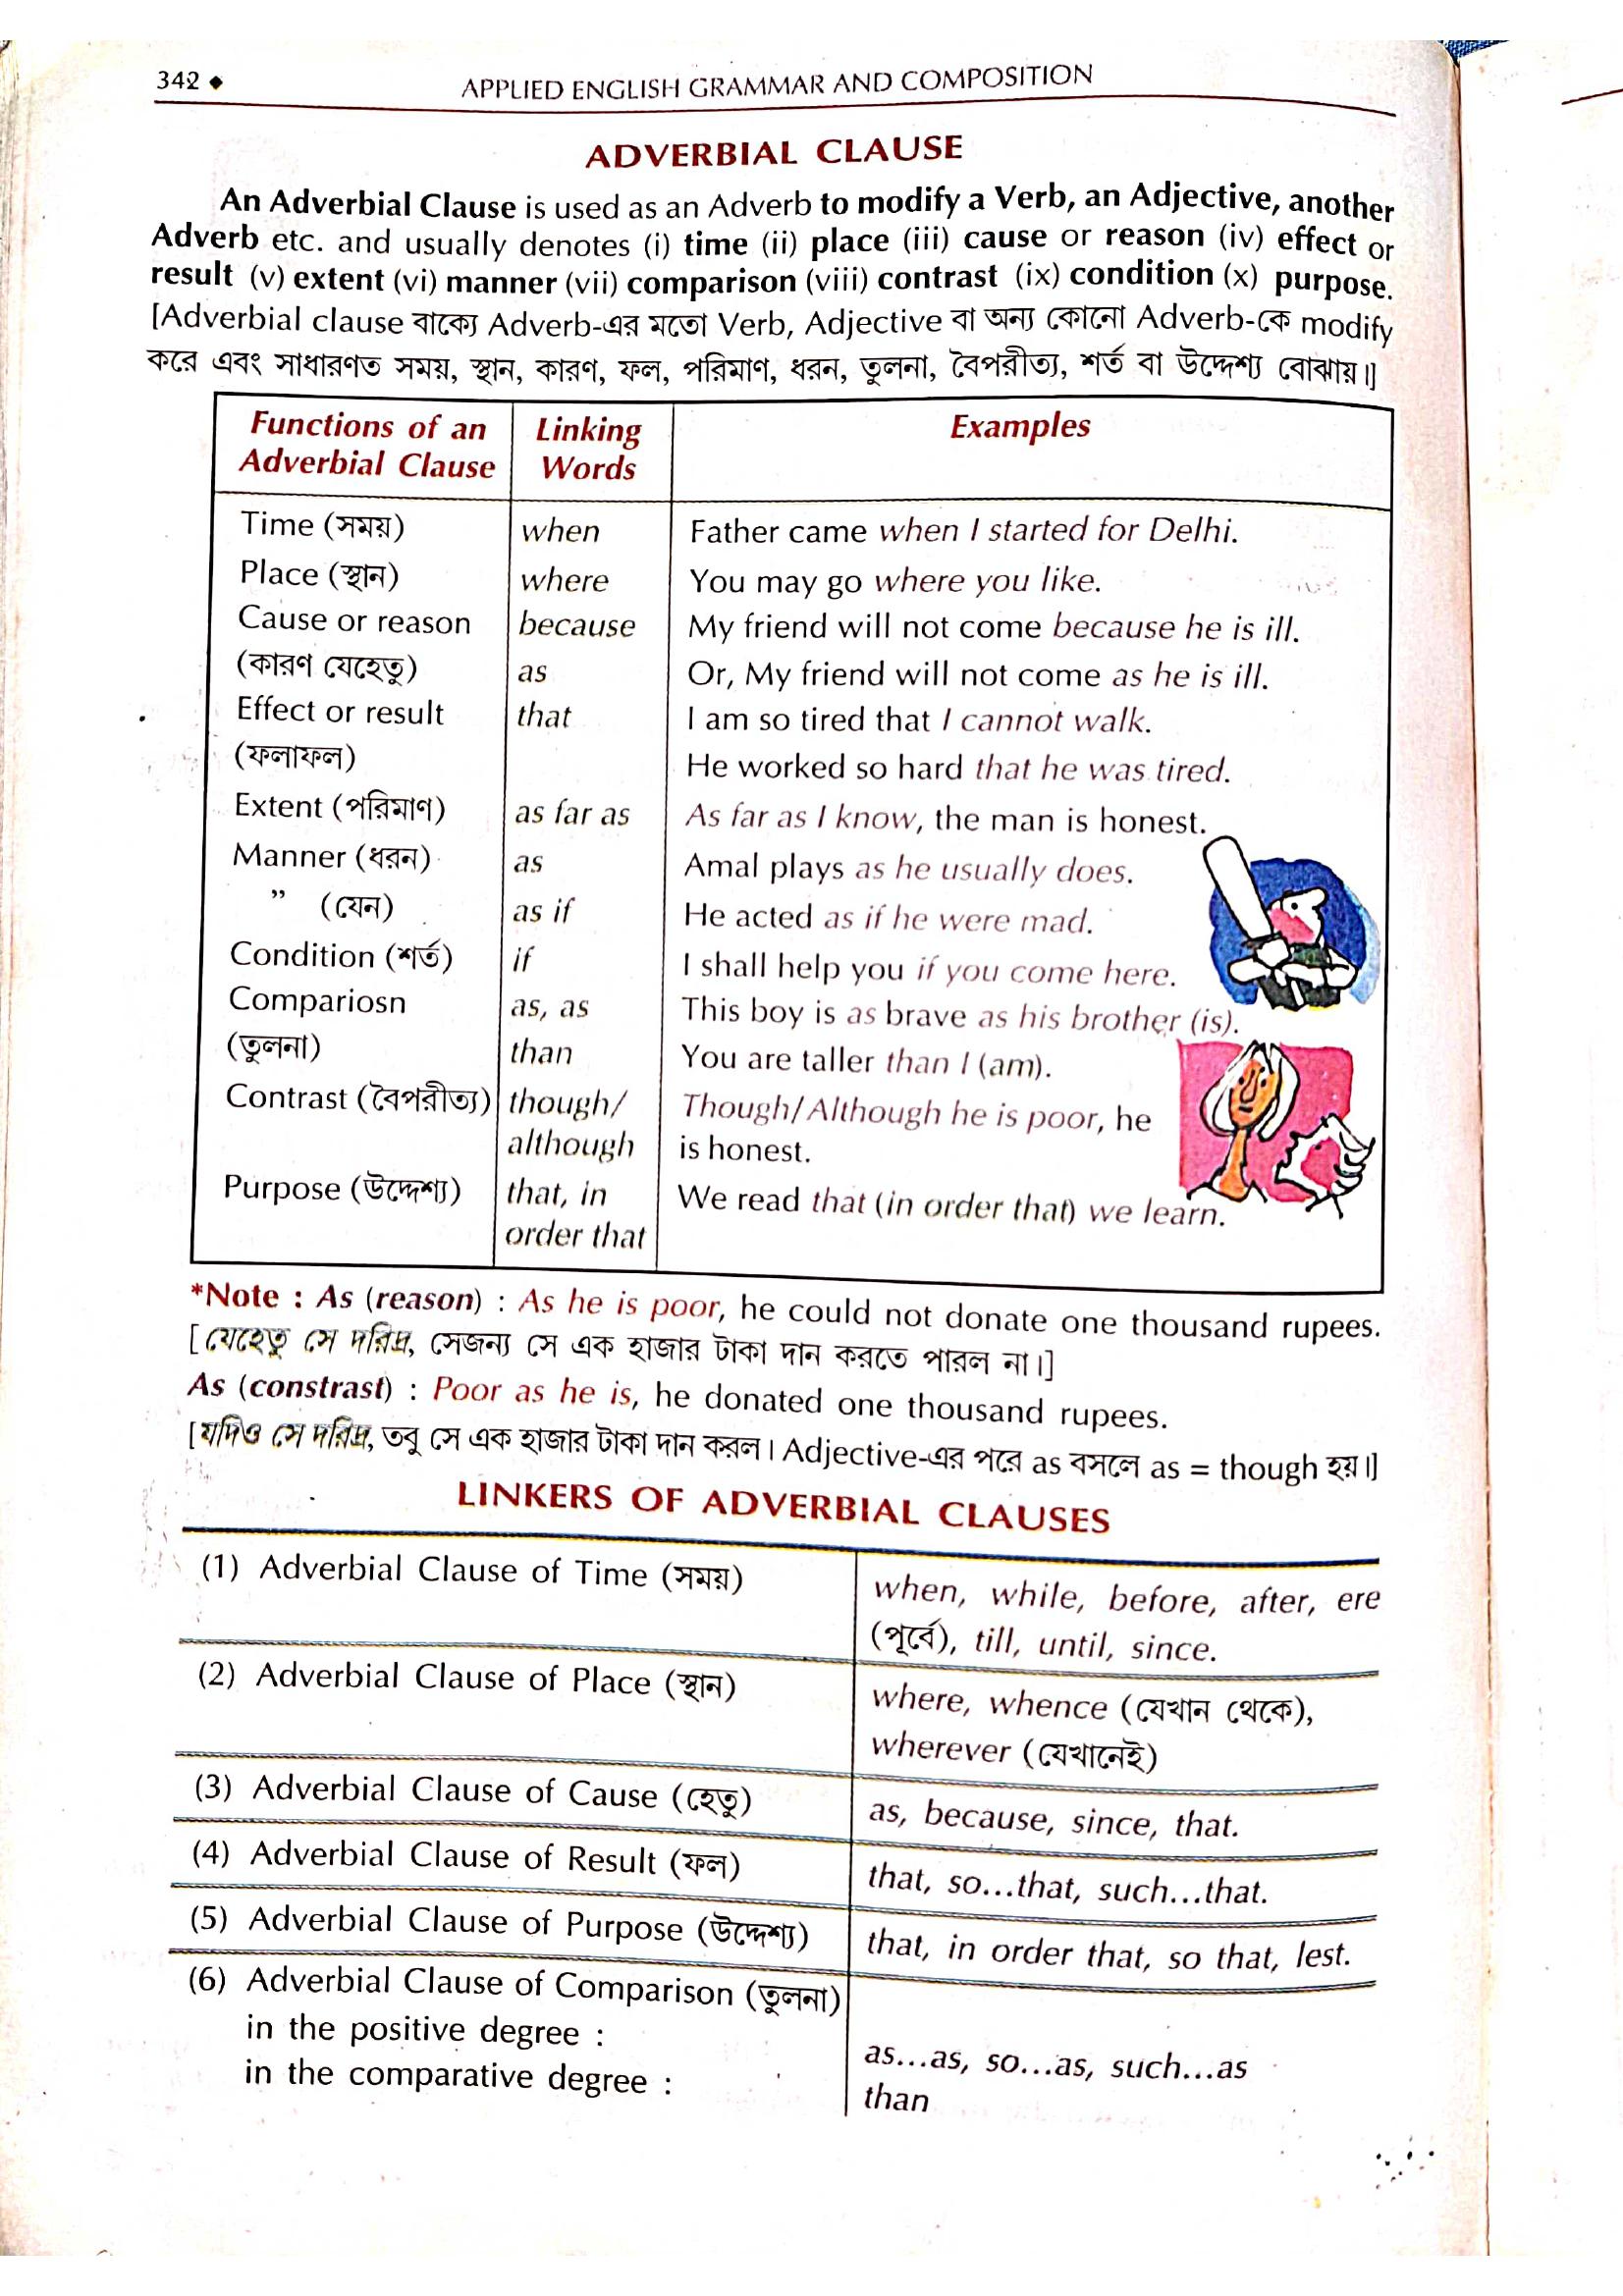 342 ◆ APPLIED ENGLISH GRAMMAR AND COMPOSITION
ADVERBIAL CLAUSE
An Adverbial Clause is used as an Adverb to modify a Verb, an Adjective, another
Adverb etc. and usually denotes (i) time (ii) place (iii) cause or reason (iv) effect or
result (v) extent (vi) manner (vii) comparison (viii) contrast (ix) condition (x) purpose.
[Adverbial clause বাক্যে Adverb-এর মতো Verb, Adjective বা অন্য কোনো Adverb-কে modify
করে এবং সাধারণত সময়, স্থান, কারণ, ফল, পরিমাণ, ধরন, তুলনা, বৈপরীত্য, শর্ত বা উদ্দেশ্য বোঝায়।]
Functions of an Linking Examples
Adverbial Clause Words
Time (সময়) when Father came when I started for Delhi.
Place (স্থান) where You may go where you like.
Cause or reason because My friend will not come because he is ill.
(কারণ যেহেতু) as Or, My friend will not come as he is ill.
Effect or result that I am so tired that I cannot walk.
(ফলাফল) He worked so hard that he was tired.
Extent (পরিমাণ) as far as As far as I know, the man is honest.
Manner (ধরন) as Amal plays as he usually does.
” (যেন) as if He acted as if he were mad.
Condition (শর্ত) if I shall help you if you come here.
Compariosn as, as This boy is as brave as his brother (is).
(তুলনা) than You are taller than I (am).
Contrast (বৈপরীত্য) though/ Though/Although he is poor, he
although is honest.
Purpose (উদ্দেশ্য) that, in We read that (in order that) we learn.
order that
*Note : As (reason) : As he is poor, he could not donate one thousand rupees.
[যেহেতু সে দরিদ্র, সেজন্য সে এক হাজার টাকা দান করতে পারল না।]
As (constrast) : Poor as he is, he donated one thousand rupees.
[যদিও সে দরিদ্র, তবু সে এক হাজার টাকা দান করল। Adjective-এর পরে as বসলে as = though হয়।]
LINKERS OF ADVERBIAL CLAUSES
(1) Adverbial Clause of Time (সময়) when, while, before, after, ere
(পূর্বে), till, until, since.
(2) Adverbial Clause of Place (স্থান) where, whence (যেখান থেকে),
wherever (যেখানেই)
(3) Adverbial Clause of Cause (হেতু) as, because, since, that.
(4) Adverbial Clause of Result (ফল) that, so...that, such...that.
(5) Adverbial Clause of Purpose (উদ্দেশ্য) that, in order that, so that, lest.
(6) Adverbial Clause of Comparison (তুলনা)
in the positive degree : as...as, so...as, such...as
in the comparative degree : than